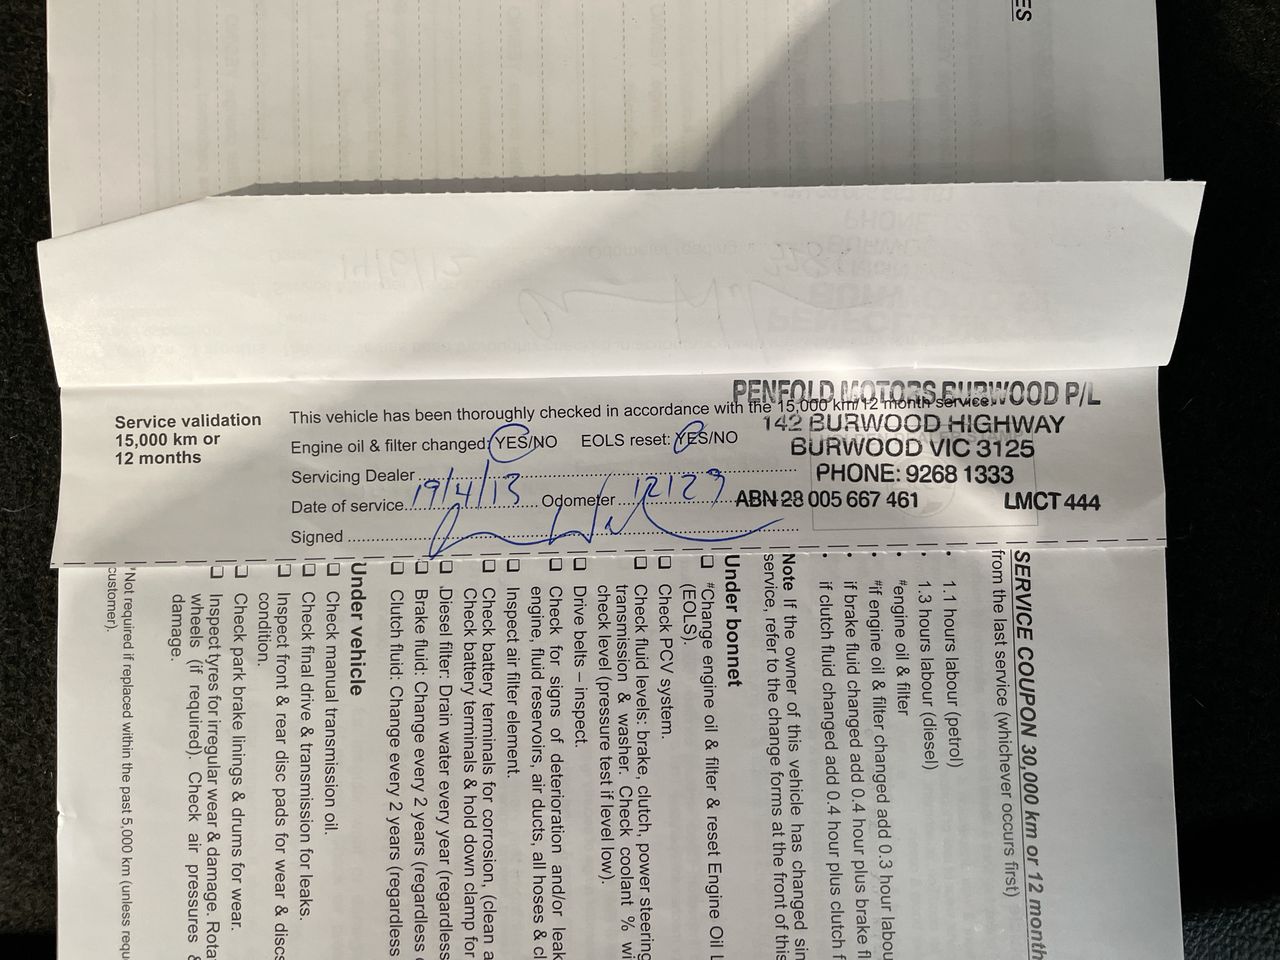 ES
Service validation
15,000 km or
12 months
This vehicle has been thoroughly checked in accordance with the 15,000 km/12 month service.
Engine oil & filter changed: YES/NO EOLS reset: YES/NO
Servicing Dealer
Date of service 19/4/13 Odometer 12129
Signed
PENFOLD MOTORS BURWOOD P/L
142 BURWOOD HIGHWAY
BURWOOD VIC 3125
PHONE: 9268 1333
ABN 28 005 667 461 LMCT 444
SERVICE COUPON 30,000 km or 12 month
from the last service (whichever occurs first)
• 1.1 hours labour (petrol)
• 1.3 hours labour (diesel)
• #engine oil & filter
• #if engine oil & filter changed add 0.3 hour labou
• if brake fluid changed add 0.4 hour plus brake fl
• if clutch fluid changed add 0.4 hour plus clutch f
Note If the owner of this vehicle has changed sin
service, refer to the change forms at the front of this
Under bonnet
#Change engine oil & filter & reset Engine Oil L
(EOLS).
Check PCV system.
Check fluid levels: brake, clutch, power steering
transmission & washer. Check coolant % wi
check level (pressure test if level low).
Drive belts – inspect.
Check for signs of deterioration and/or leak
engine, fluid reservoirs, air ducts, all hoses & cl
Inspect air filter element.
Check battery terminals for corrosion, (clean a
Check battery terminals & hold down clamp for
Diesel filter: Drain water every year (regardless
Brake fluid: Change every 2 years (regardless
Clutch fluid: Change every 2 years (regardless
Under vehicle
Check manual transmission oil.
Check final drive & transmission for leaks.
Inspect front & rear disc pads for wear & discs
condition.
Check park brake linings & drums for wear.
Inspect tyres for irregular wear & damage. Rota
wheels (if required). Check air pressures &
damage.
Not required if replaced within the past 5,000 km (unless requ
customer).